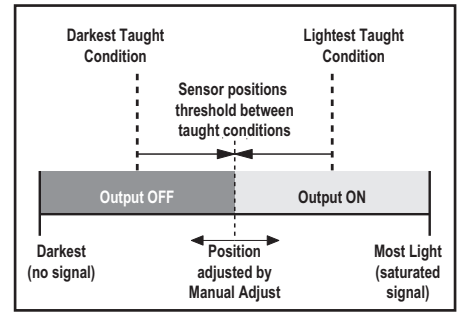 Darkest Taught
Condition
Lightest Taught
Condition
Sensor positions
threshold between
taught conditions
Output OFF
Output ON
Darkest
(no signal)
Position
adjusted by
Manual Adjust
Most Light
(saturated
signal)